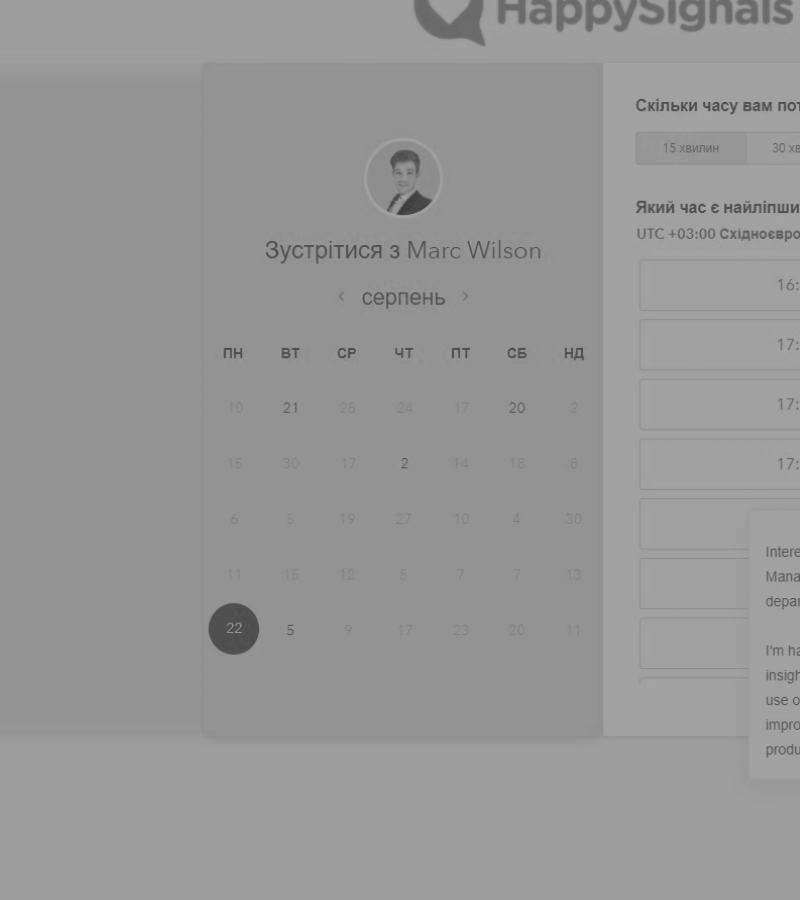 HappySignals
Зустрітися з Marc Wilson
серпень
ПН ВТ СР ЧТ ПТ СБ НД
10 21 25 24 17 20 2
15 30 17 2 14 18 6
6 5 19 27 10 4 30
11 15 12 5 7 7 13
22 5 9 17 23 20 11
Скільки часу вам пот
15 хвилин 30 хв
Який час є найліпши
UTC +03:00 Східноєвро
16:
17:
17:
17:
Intere
Mana
depar
I'm ha
insigh
use o
impro
produ